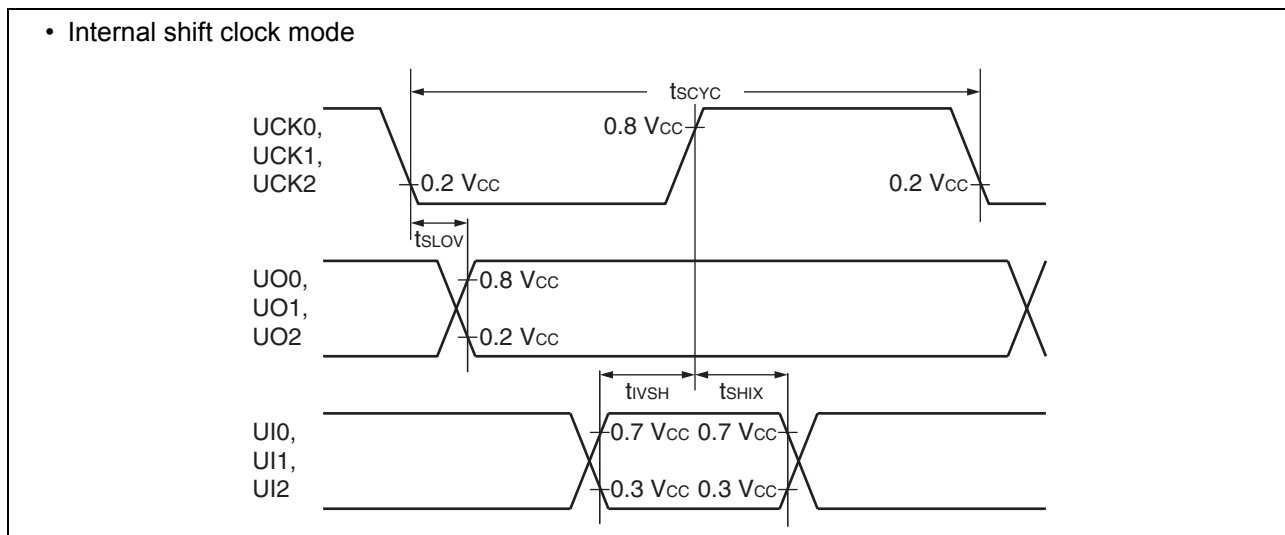 • Internal shift clock mode
tSCYC
UCK0,
UCK1,
UCK2
0.8 VCC
0.2 VCC
0.2 VCC
tSLOV
UO0,
UO1,
UO2
0.8 VCC
0.2 VCC
tIVSH
tSHIX
UI0,
UI1,
UI2
0.7 VCC
0.7 VCC
0.3 VCC
0.3 VCC